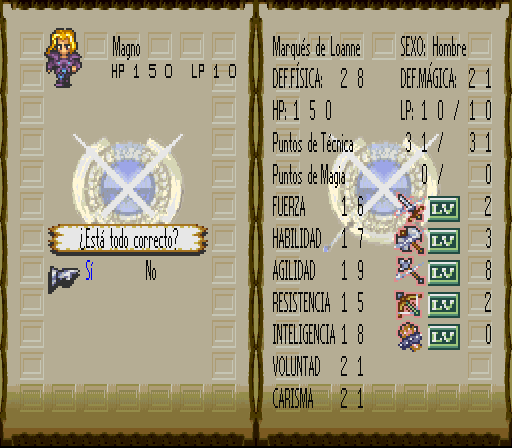 Magno
HP 150 LP 10
¿Está todo correcto?
Sí No
Marqués de Loanne SEXO: Hombre
DEF.FÍSICA: 28 DEF.MÁGICA: 21
HP: 150 LP: 10/10
Puntos de Técnica 31/ 31
Puntos de Magia 0/ 0
FUERZA 16 LV 2
HABILIDAD 17 LV 3
AGILIDAD 19 LV 8
RESISTENCIA 15 LV 2
INTELIGENCIA 18 LV 0
VOLUNTAD 21
CARISMA 21